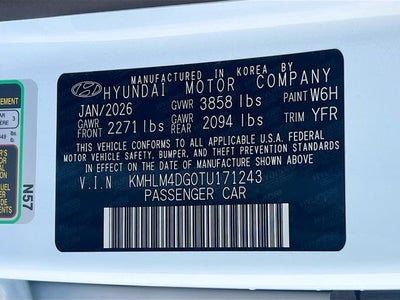 MANUFACTURED IN KOREA BY
HYUNDAI MOTOR COMPANY
JAN/2026 GVWR 3858 lbs PAINT W6H
GAWR FRONT 2271 lbs GAWR REAR 2094 lbs TRIM YFR
THIS VEHICLE CONFORMS TO ALL APPLICABLE U.S.A. FEDERAL
MOTOR VEHICLE SAFETY, BUMPER, AND THEFT PREVENTION STANDARDS
IN EFFECT ON THE DATE OF MANUFACTURE SHOWN ABOVE.
V.I.N KMHLM4DG0TU171243
PASSENGER CAR
N57